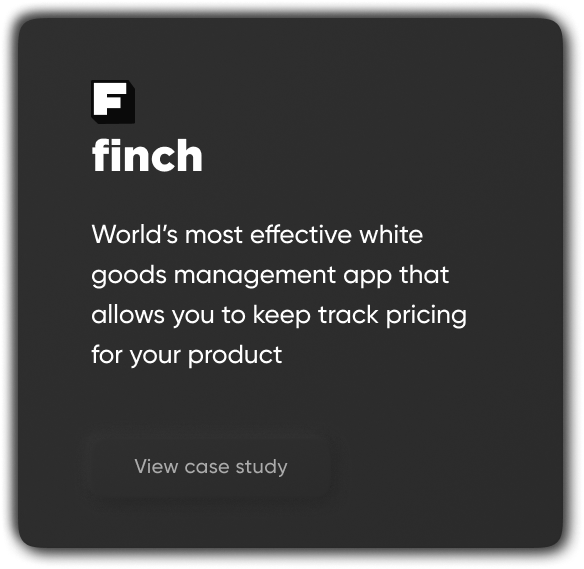 F
finch
World’s most effective white
goods management app that
allows you to keep track pricing
for your product
View case study